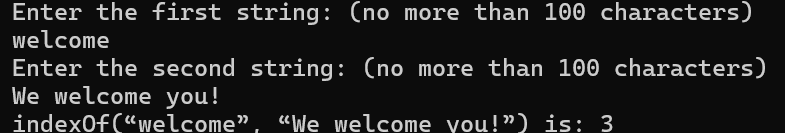 Enter the first string: (no more than 100 characters)
welcome
Enter the second string: (no more than 100 characters)
We welcome you!
indexOf(“welcome”, “We welcome you!”) is: 3